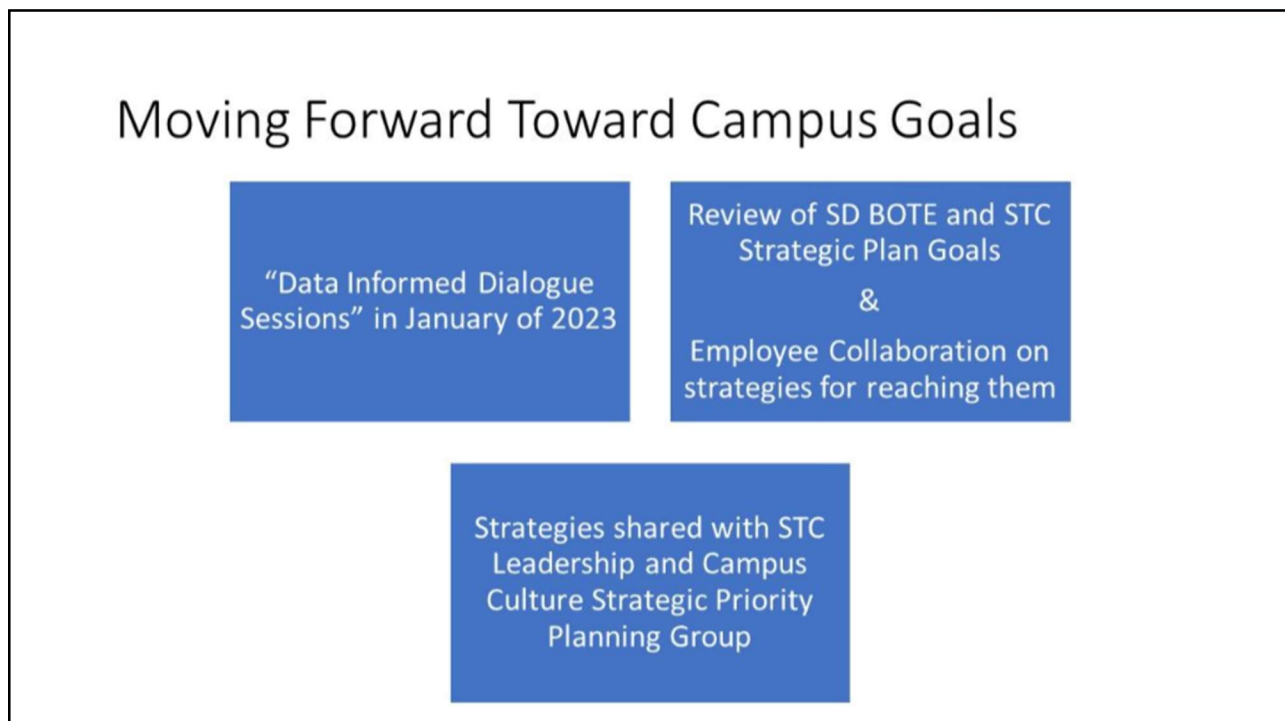 Moving Forward Toward Campus Goals
“Data Informed Dialogue
Sessions” in January of 2023
Review of SD BOTE and STC
Strategic Plan Goals
&
Employee Collaboration on
strategies for reaching them
Strategies shared with STC
Leadership and Campus
Culture Strategic Priority
Planning Group